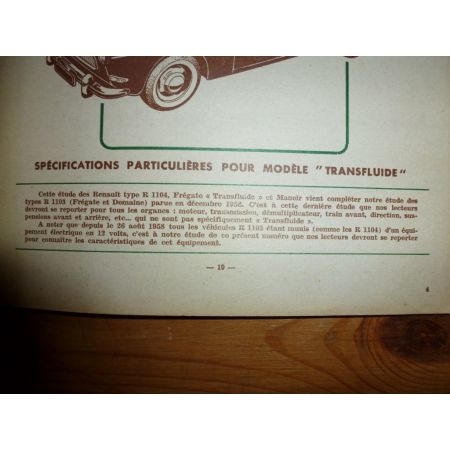 SPÉCIFICATIONS PARTICULIÈRES POUR MODÈLE "TRANSFLUIDE"
Cette étude des Renault type R 1104, Frégate « Transfluide » et Manoir vient compléter notre étude des
types R 1103 (Frégate et Domaine) parue en décembre 1958. C'est à cette dernière étude que nos lecteurs
devront se reporter pour tous les organes : moteur, transmission, démultiplicateur, train avant, direction, sus-
pensions avant et arrière, etc... qui ne sont pas spécifiquement « Transfluide ».
A noter que depuis le 26 août 1958 tous les véhicules R 1103 étant munis (comme les R 1104) d'un équi-
pement électrique en 12 volts, c'est à notre étude de ce présent numéro que nos lecteurs devront se reporter
pour connaître les caractéristiques de cet équipement.
— 19 —
4